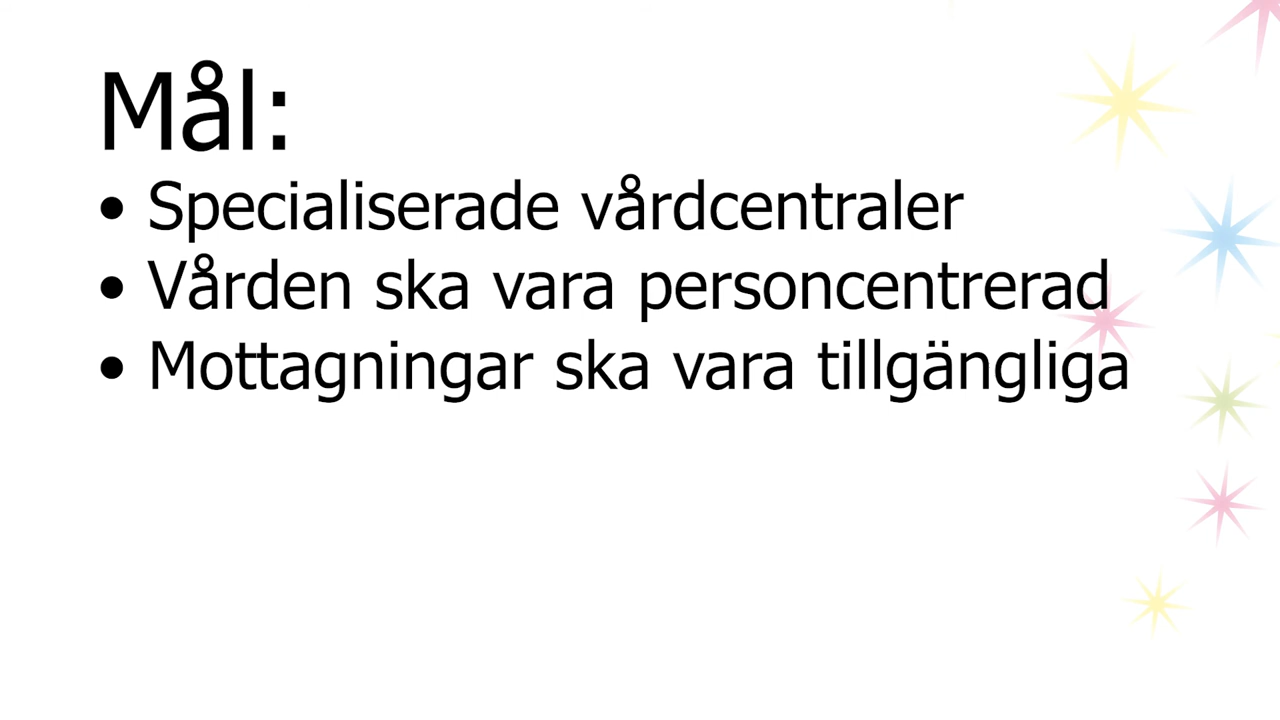 Mål:
• Specialiserade vårdcentraler
• Vården ska vara personcentrerad
• Mottagningar ska vara tillgängliga